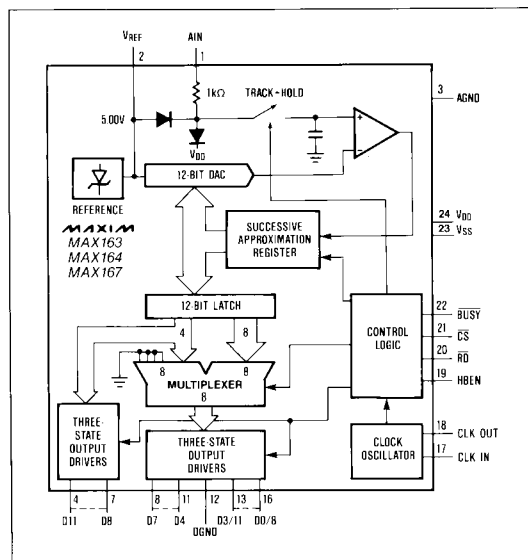 VREF AIN
2 1
1kΩ TRACK-HOLD
3 AGND
5.00V
+
−
VDD
12-BIT DAC
REFERENCE
24 VDD
23 VSS
MAXIM
MAX163
MAX164
MAX167
SUCCESSIVE
APPROXIMATION
REGISTER
12-BIT LATCH
4 8
22 BUSY
21 CS
20 RD
19 HBEN
CONTROL
LOGIC
8 8
MULTIPLEXER
8
THREE-
STATE
OUTPUT
DRIVERS
THREE-STATE
OUTPUT
DRIVERS
CLOCK
OSCILLATOR
18 CLK OUT
17 CLK IN
4 7 8 11 12 13 16
D11 D8 D7 D4 DGND D3/11 D0/8